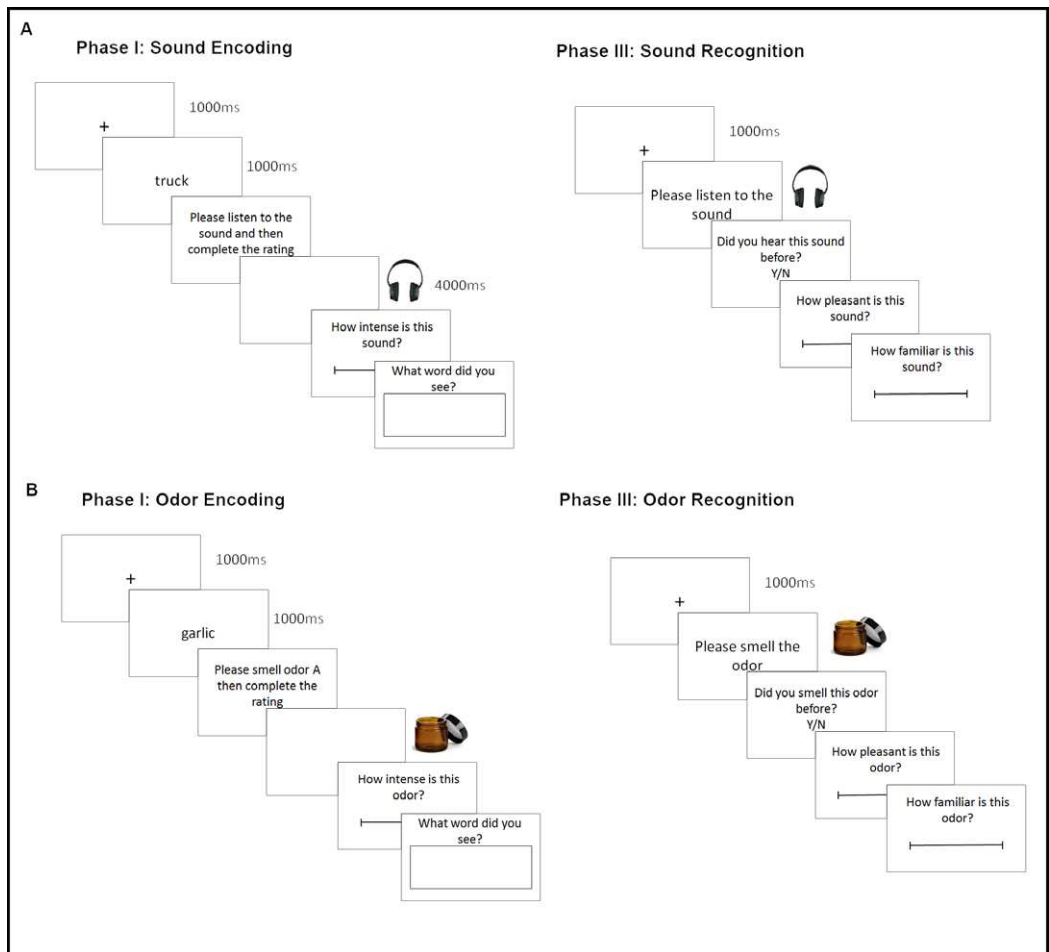 A
Phase I: Sound Encoding
+
1000ms
truck
1000ms
Please listen to the
sound and then
complete the rating
4000ms
How intense is this
sound?
What word did you
see?
Phase III: Sound Recognition
+
1000ms
Please listen to the
sound
Did you hear this sound
before?
Y/N
How pleasant is this
sound?
How familiar is this
sound?
B
Phase I: Odor Encoding
+
1000ms
garlic
1000ms
Please smell odor A
then complete the
rating
How intense is this
odor?
What word did you
see?
Phase III: Odor Recognition
+
1000ms
Please smell the
odor
Did you smell this odor
before?
Y/N
How pleasant is this
odor?
How familiar is this
odor?